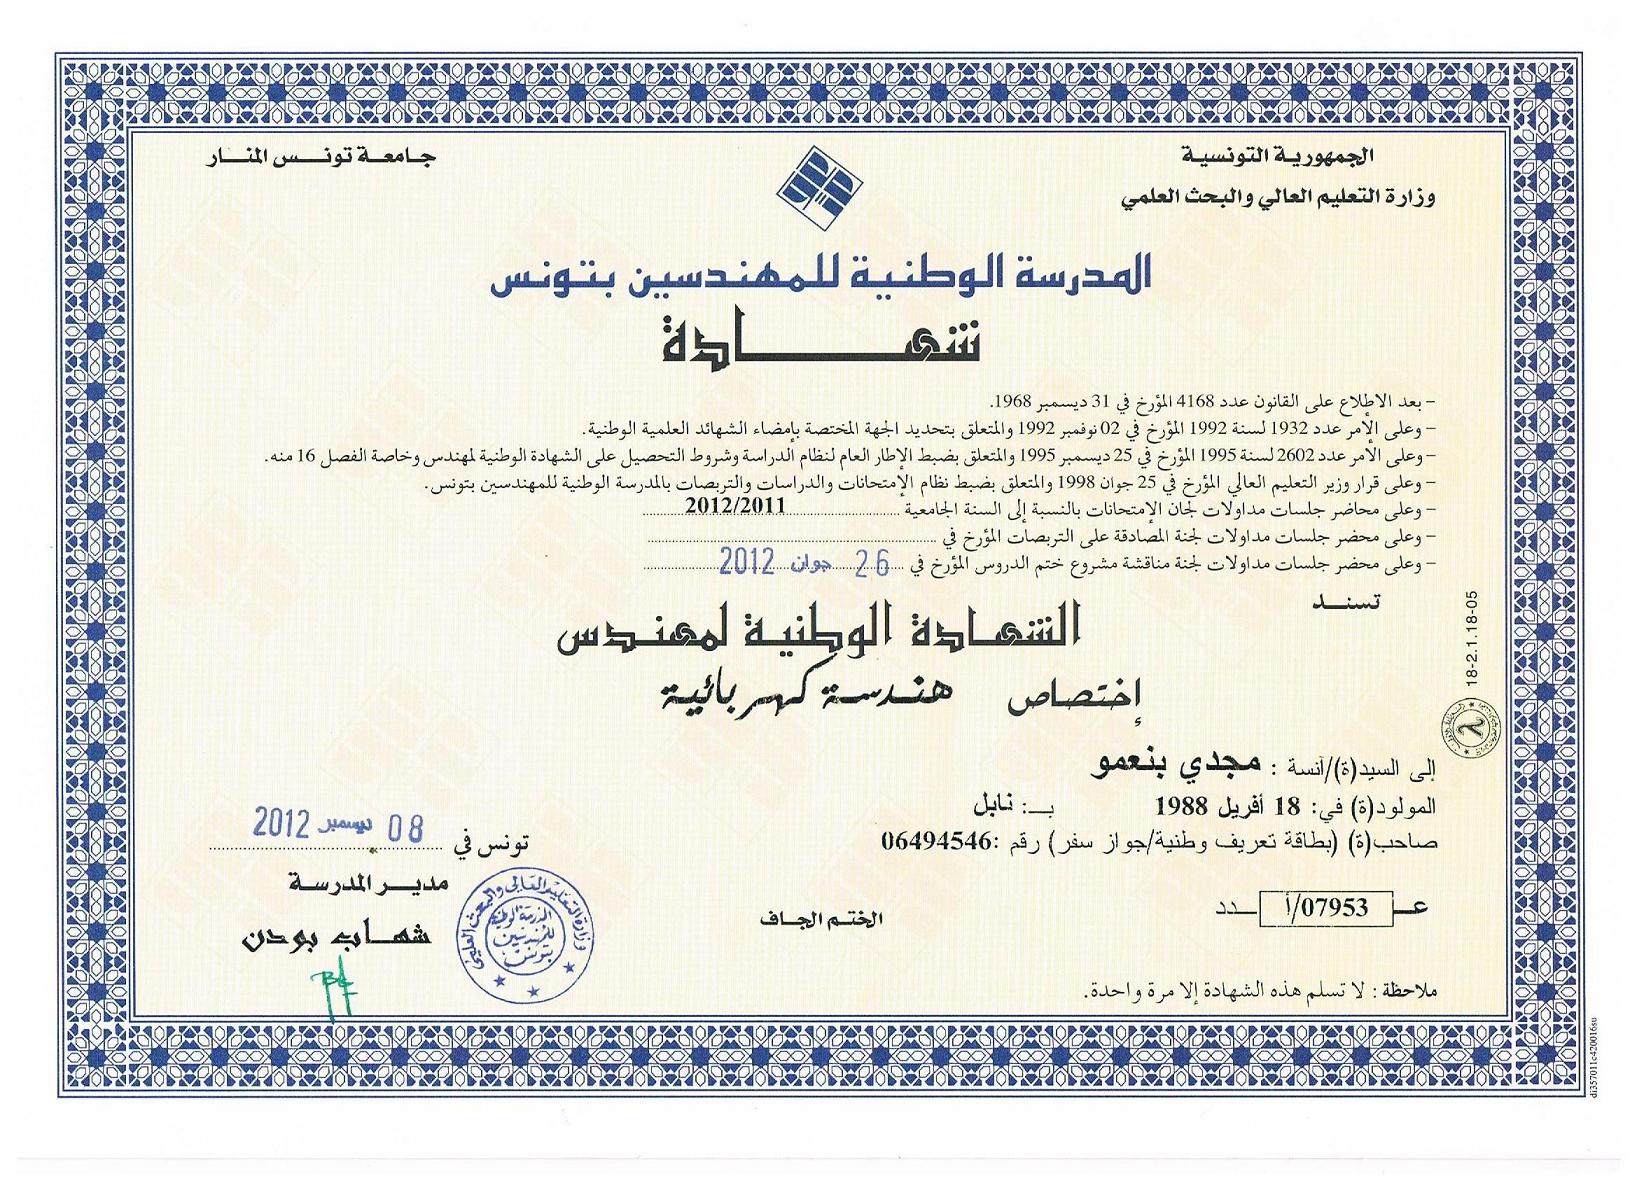 الجمهورية التونسية
وزارة التعليم العالي والبحث العلمي
جامعة تونس المنار
المدرسة الوطنية للمهندسين بتونس
شهادة
- بعد الاطلاع على القانون عدد 4168 المؤرخ في 31 ديسمبر 1968.
- وعلى الأمر عدد 1932 لسنة 1992 المؤرخ في 02 نوفمبر 1992 والمتعلق بتحديد الجهة المختصة بإمضاء الشهائد العلمية الوطنية.
- وعلى الأمر عدد 2602 لسنة 1995 المؤرخ في 25 ديسمبر 1995 والمتعلق بضبط الإطار العام لنظام الدراسة وشروط التحصيل على الشهادة الوطنية لمهندس وخاصة الفصل 16 منه.
- وعلى قرار وزير التعليم العالي المؤرخ في 25 جوان 1998 والمتعلق بضبط نظام الإمتحانات والدراسات والتربصات بالمدرسة الوطنية للمهندسين بتونس.
- وعلى محاضر جلسات مداولات لجان الإمتحانات بالنسبة إلى السنة الجامعية 2012/2011
- وعلى محضر جلسات مداولات لجنة المصادقة على التربصات المؤرخ في
- وعلى محضر جلسات مداولات لجنة مناقشة مشروع ختم الدروس المؤرخ في 26 جوان 2012
تسند
الشهادة الوطنية لمهندس
إختصاص هندسة كهربائية
18-2.1.18-05
إلى السيد(ة)/آنسة : مجدي بنعمو
المولود(ة) في: 18 أفريل 1988 بـ: نابل
صاحب(ة) (بطاقة تعريف وطنية/جواز سفر) رقم :06494546
تونس في 08 ديسمبر 2012
مدير المدرسة
شهاب بودن
وزارة التعليم العالي والبحث العلمي
المدرسة الوطنية
للمهندسين
بتونس
الختم الجاف
عـ 07953/أ ـدد
ملاحظة : لا تسلم هذه الشهادة إلا مرة واحدة.